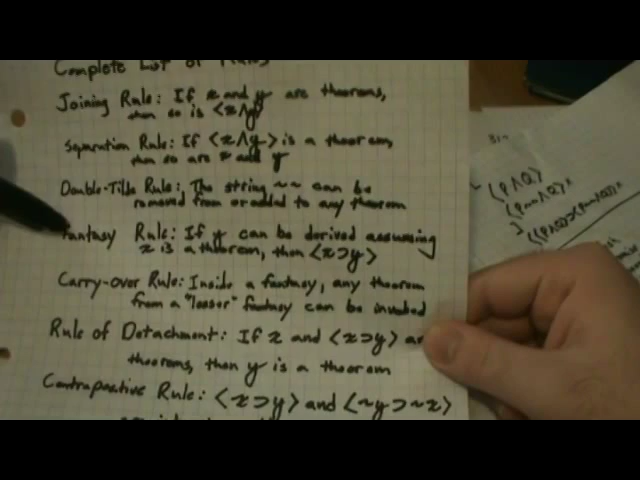 Complete List of Rules
Joining Rule: If x and y are theorems,
then so is <x∧y>
Separation Rule: If <x∧y> is a theorem,
then so are x and y
Double-Tilde Rule: The string ~~ can be
removed from or added to any theorem
Fantasy Rule: If y can be derived assuming
x is a theorem, then <x⊃y>
Carry-over Rule: Inside a fantasy, any theorem
from a "lesser" fantasy can be invoked
Rule of Detachment: If x and <x⊃y> are
theorems, then y is a theorem
Contrapositive Rule: <x⊃y> and <~y⊃~x>
<P∧Q>